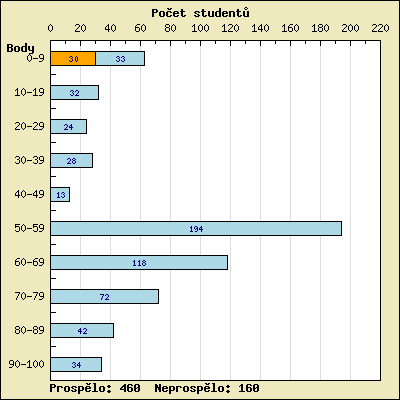 Počet studentů
0 20 40 60 80 100 120 140 160 180 200 220
Body
0-9 30 33
10-19 32
20-29 24
30-39 28
40-49 13
50-59 194
60-69 118
70-79 72
80-89 42
90-100 34
Prospělo: 460 Neprospělo: 160